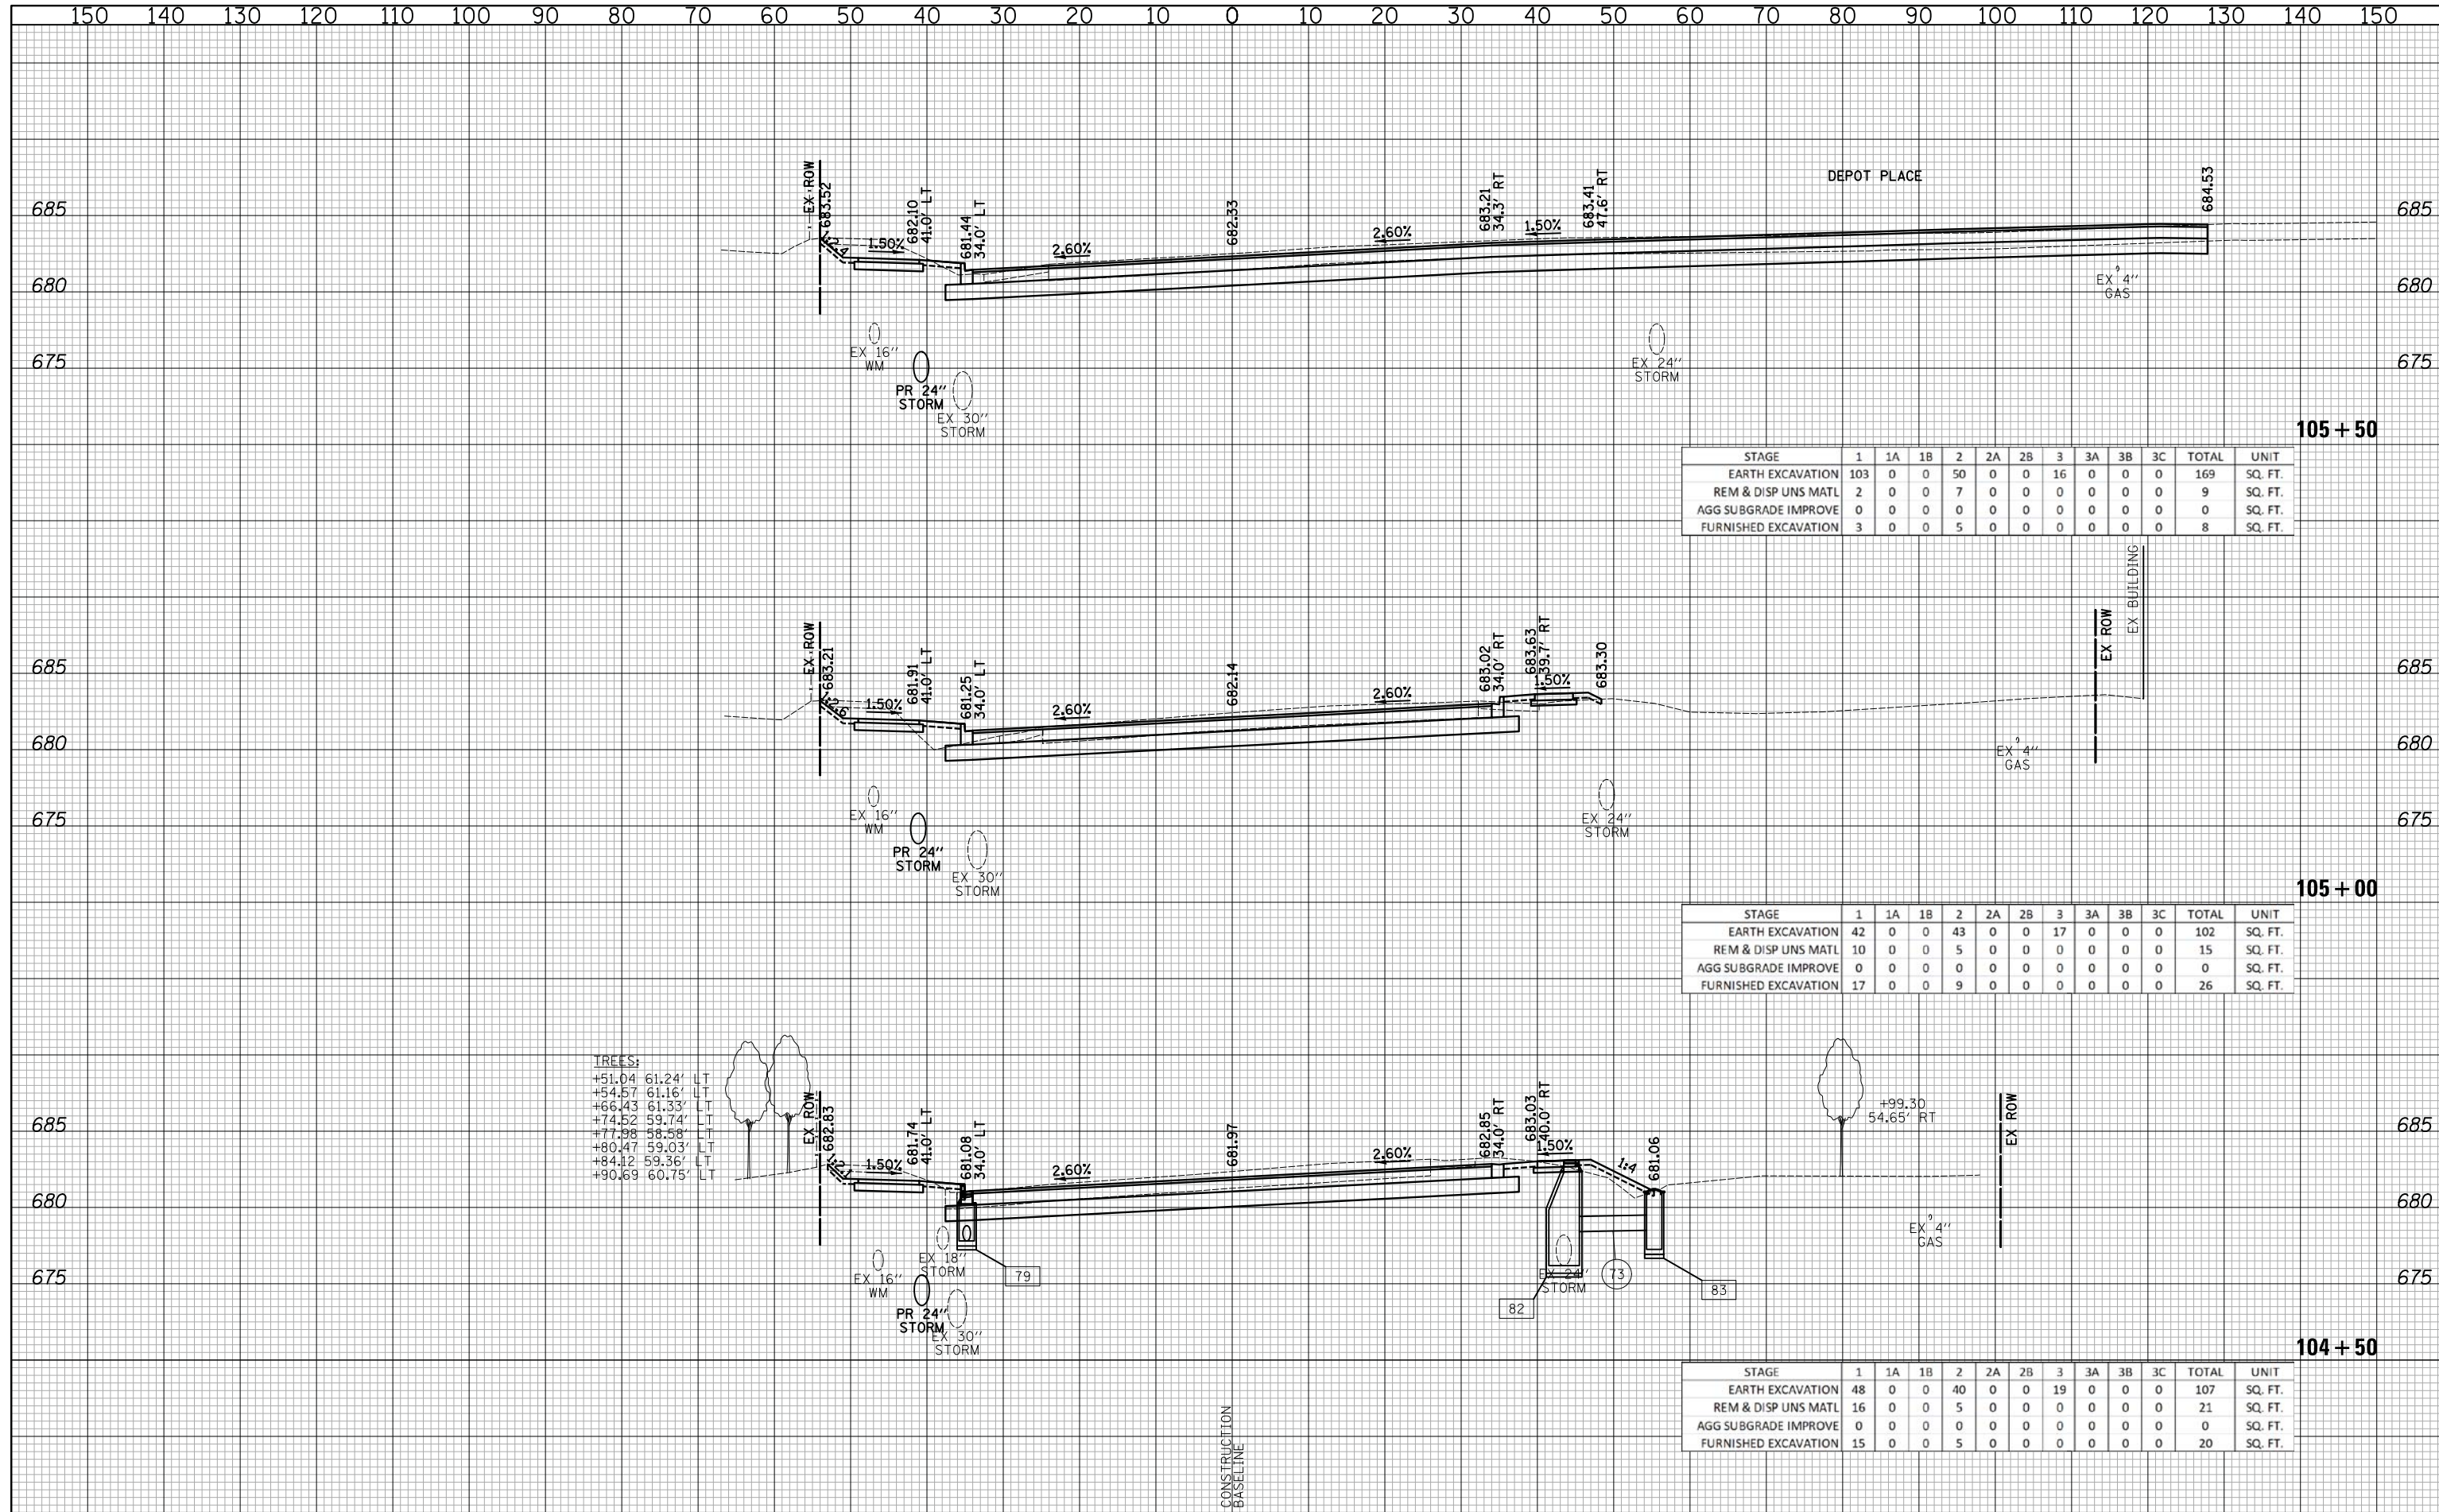 150 140 130 120 110 100 90 80 70 60 50 40 30 20 10 0 10 20 30 40 50 60 70 80 90 100 110 120 130 140 150
DEPOT PLACE
EX ROW
683.52
1.50%
682.10
41.0' LT
681.44
34.0' LT
2.60%
682.33
2.60%
683.21
34.3' RT
1.50%
683.41
47.6' RT
684.53
685 685
680 680
675 675
EX 16"
WM
PR 24"
STORM
EX 30"
STORM
EX 24"
STORM
EX 4"
GAS
105+50
STAGE 1 1A 1B 2 2A 2B 3 3A 3B 3C TOTAL UNIT
EARTH EXCAVATION 103 0 0 50 0 0 16 0 0 0 169 SQ. FT.
REM & DISP UNS MATL 2 0 0 7 0 0 0 0 0 0 9 SQ. FT.
AGG SUBGRADE IMPROVE 0 0 0 0 0 0 0 0 0 0 0 SQ. FT.
FURNISHED EXCAVATION 3 0 0 5 0 0 0 0 0 0 8 SQ. FT.
EX ROW
683.21
1.50%
681.91
41.0' LT
681.25
34.0' LT
2.60%
682.14
2.60%
683.02
34.0' RT
683.63
39.7' RT
1.50%
683.30
EX ROW
EX BUILDING
685 685
680 680
675 675
EX 16"
WM
PR 24"
STORM
EX 30"
STORM
EX 24"
STORM
EX 4"
GAS
105+00
STAGE 1 1A 1B 2 2A 2B 3 3A 3B 3C TOTAL UNIT
EARTH EXCAVATION 42 0 0 43 0 0 17 0 0 0 102 SQ. FT.
REM & DISP UNS MATL 10 0 0 5 0 0 0 0 0 0 15 SQ. FT.
AGG SUBGRADE IMPROVE 0 0 0 0 0 0 0 0 0 0 0 SQ. FT.
FURNISHED EXCAVATION 17 0 0 9 0 0 0 0 0 0 26 SQ. FT.
TREES:
+51.04 61.24' LT
+54.57 61.16' LT
+66.43 61.33' LT
+74.52 59.74' LT
+77.98 58.58' LT
+80.47 59.03' LT
+84.12 59.36' LT
+90.69 60.75' LT
EX ROW
682.83
1.50%
681.74
41.0' LT
681.08
34.0' LT
2.60%
681.97
2.60%
682.85
34.0' RT
683.03
40.0' RT
1.50%
1:4
681.06
+99.30
54.65' RT
EX ROW
685 685
680 680
675 675
EX 16"
WM
EX 18"
STORM
PR 24"
STORM
EX 30"
STORM
79
EX 24"
STORM
82
73
83
EX 4"
GAS
104+50
STAGE 1 1A 1B 2 2A 2B 3 3A 3B 3C TOTAL UNIT
EARTH EXCAVATION 48 0 0 40 0 0 19 0 0 0 107 SQ. FT.
REM & DISP UNS MATL 16 0 0 5 0 0 0 0 0 0 21 SQ. FT.
AGG SUBGRADE IMPROVE 0 0 0 0 0 0 0 0 0 0 0 SQ. FT.
FURNISHED EXCAVATION 15 0 0 5 0 0 0 0 0 0 20 SQ. FT.
CONSTRUCTION
BASELINE